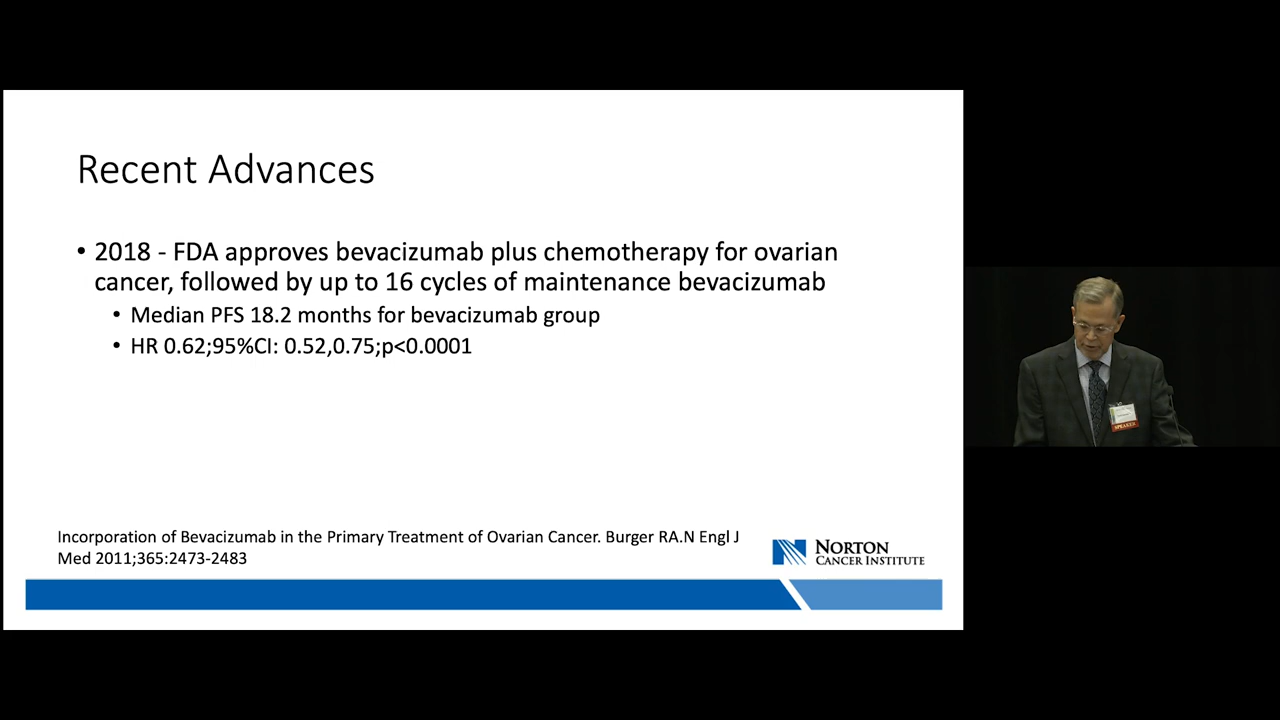 Recent Advances
• 2018 - FDA approves bevacizumab plus chemotherapy for ovarian
cancer, followed by up to 16 cycles of maintenance bevacizumab
• Median PFS 18.2 months for bevacizumab group
• HR 0.62;95%CI: 0.52,0.75;p<0.0001
Incorporation of Bevacizumab in the Primary Treatment of Ovarian Cancer. Burger RA.N Engl J
Med 2011;365:2473-2483
NORTON
CANCER INSTITUTE
SPEAKER